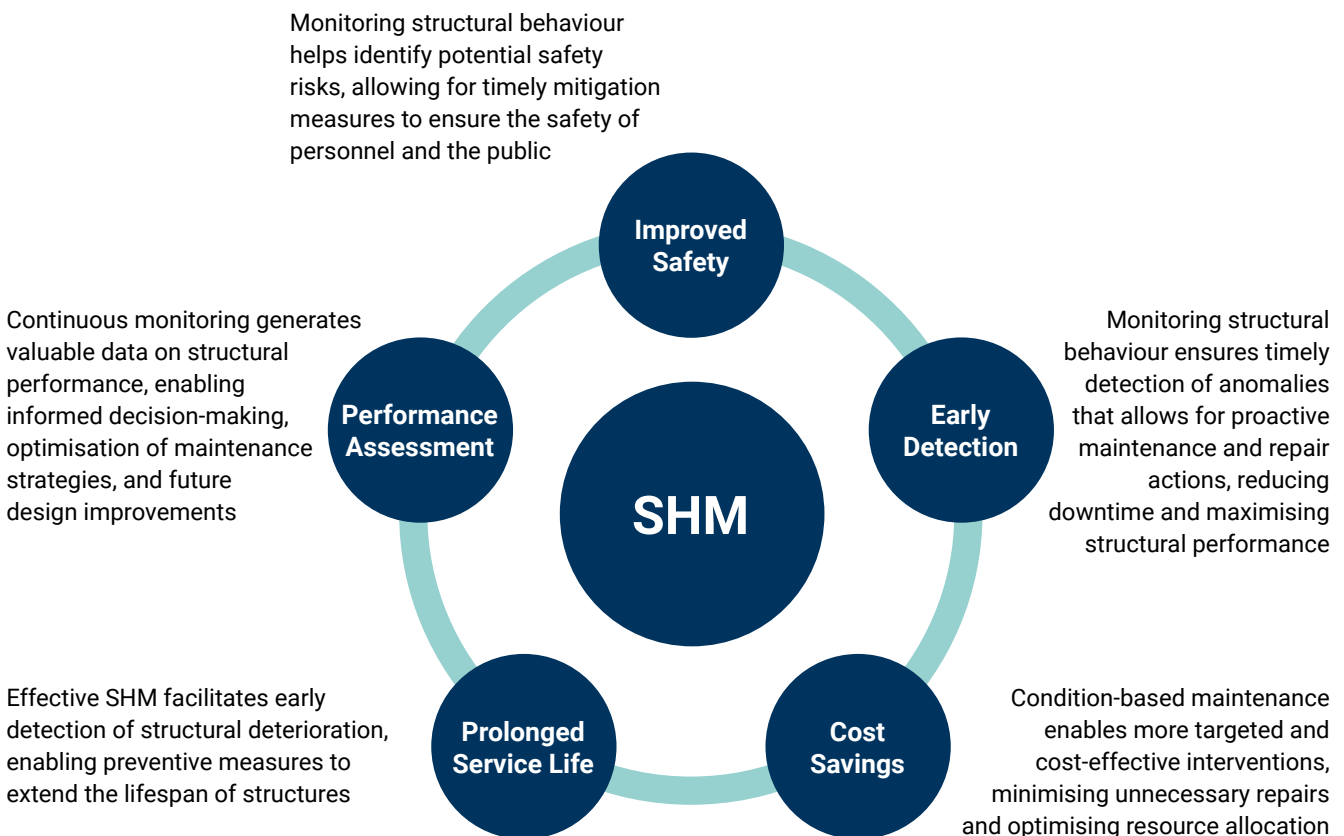 Monitoring structural behaviour
helps identify potential safety
risks, allowing for timely mitigation
measures to ensure the safety of
personnel and the public
Improved
Safety
Continuous monitoring generates
valuable data on structural
performance, enabling
informed decision-making,
optimisation of maintenance
strategies, and future
design improvements
Performance
Assessment
Early
Detection
Monitoring structural
behaviour ensures timely
detection of anomalies
that allows for proactive
maintenance and repair
actions, reducing
downtime and maximising
structural performance
SHM
Effective SHM facilitates early
detection of structural deterioration,
enabling preventive measures to
extend the lifespan of structures
Prolonged
Service Life
Cost
Savings
Condition-based maintenance
enables more targeted and
cost-effective interventions,
minimising unnecessary repairs
and optimising resource allocation